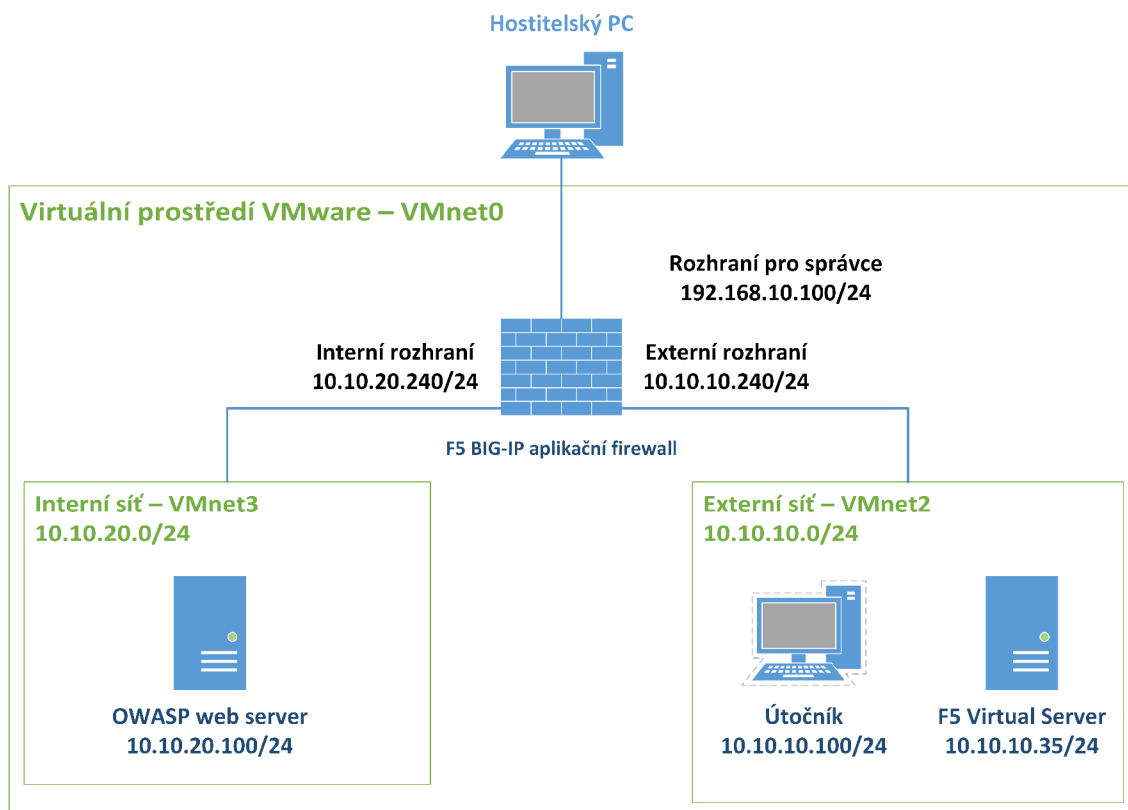 Hostitelský PC
Virtuální prostředí VMware – VMnet0
Rozhraní pro správce
192.168.10.100/24
Interní rozhraní
10.10.20.240/24
Externí rozhraní
10.10.10.240/24
F5 BIG-IP aplikační firewall
Interní síť – VMnet3
10.10.20.0/24
OWASP web server
10.10.20.100/24
Externí síť – VMnet2
10.10.10.0/24
Útočník
10.10.10.100/24
F5 Virtual Server
10.10.10.35/24